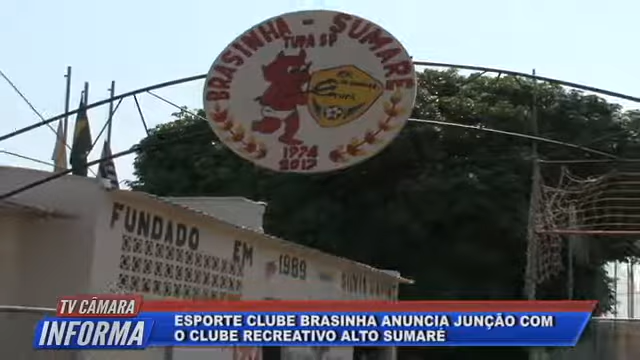 BRASINHA - SUMARÉ
TUPÃ SP
TUPÃ
1974
2017
FUNDADO EM 1989
TV CÂMARA
INFORMA
ESPORTE CLUBE BRASINHA ANUNCIA JUNÇÃO COM
O CLUBE RECREATIVO ALTO SUMARÉ